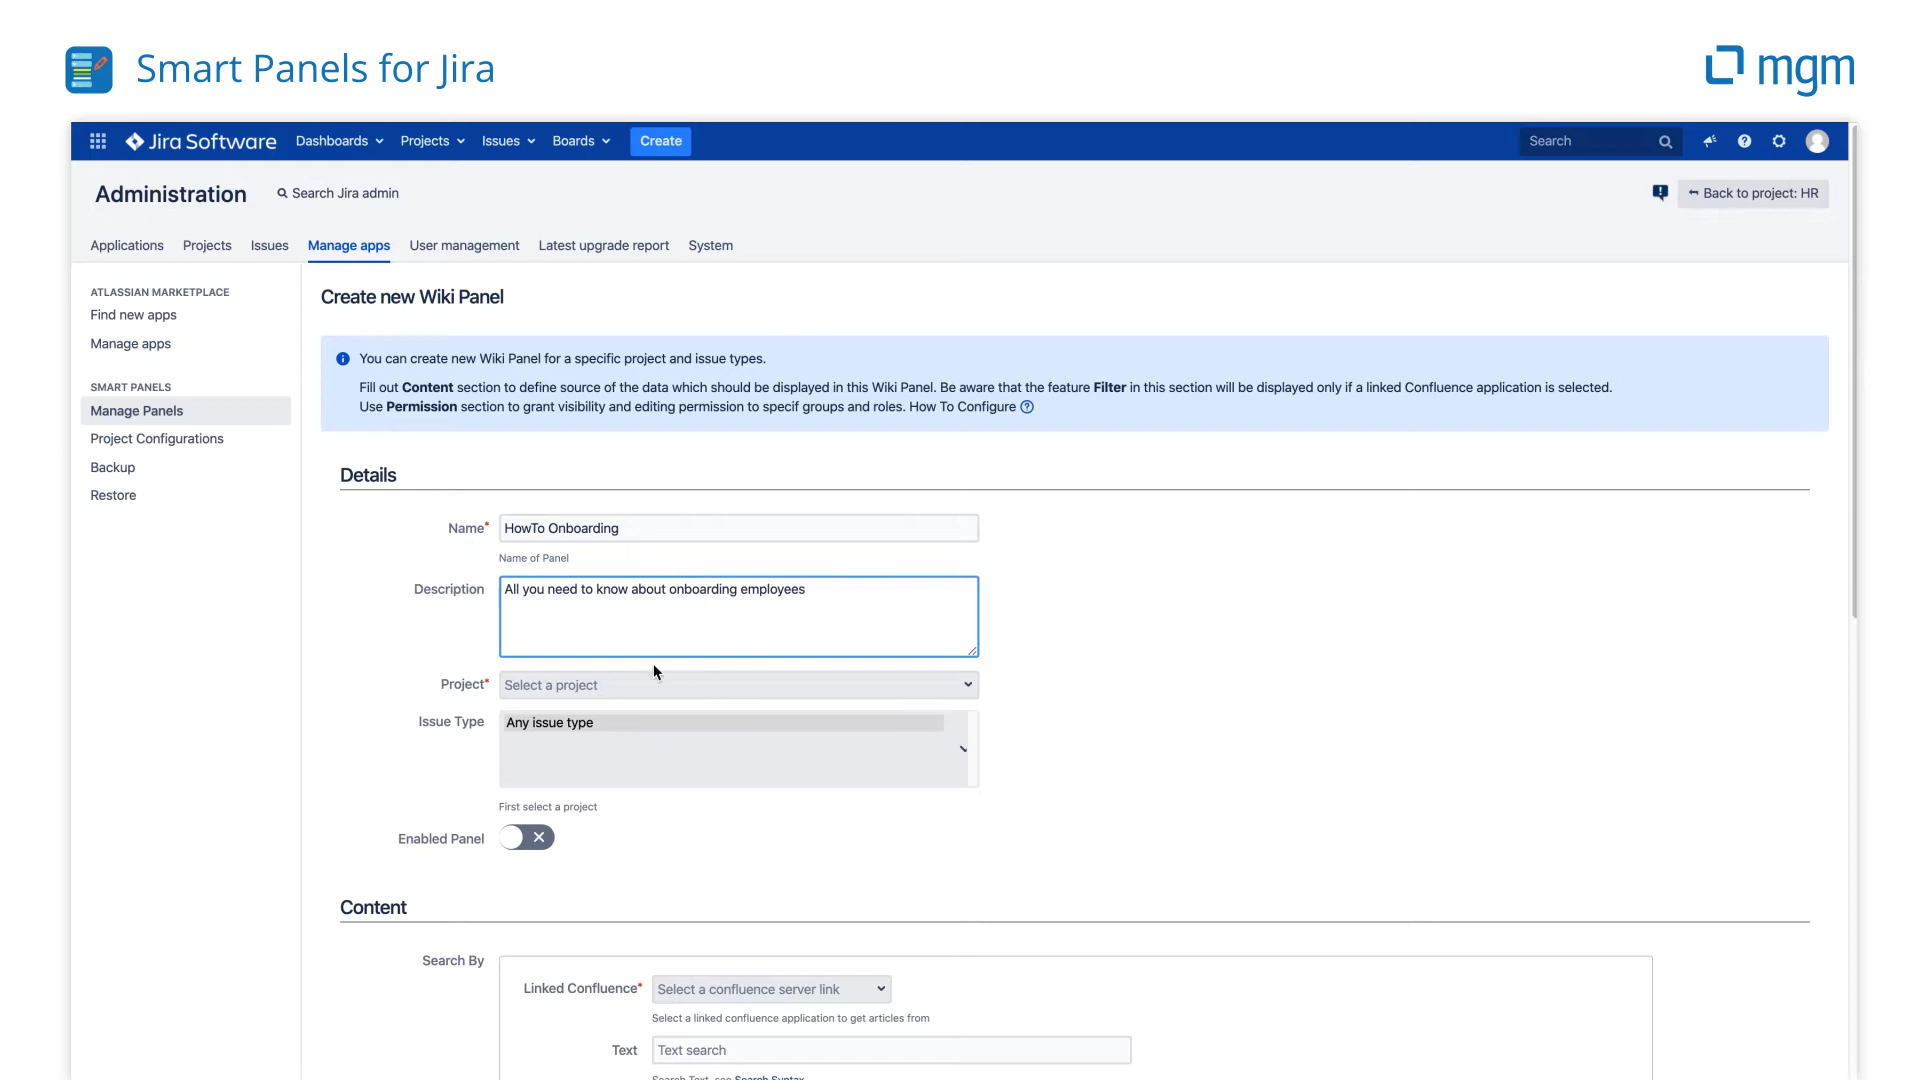 Smart Panels for Jira
mgm
Jira Software Dashboards Projects Issues Boards Create Search
Administration Search Jira admin Back to project: HR
Applications Projects Issues Manage apps User management Latest upgrade report System
ATLASSIAN MARKETPLACE
Find new apps
Manage apps
SMART PANELS
Manage Panels
Project Configurations
Backup
Restore
Create new Wiki Panel
You can create new Wiki Panel for a specific project and issue types.
Fill out Content section to define source of the data which should be displayed in this Wiki Panel. Be aware that the feature Filter in this section will be displayed only if a linked Confluence application is selected.
Use Permission section to grant visibility and editing permission to specif groups and roles. How To Configure
Details
Name* HowTo Onboarding
Name of Panel
Description All you need to know about onboarding employees
Project* Select a project
Issue Type Any issue type
First select a project
Enabled Panel
Content
Search By
Linked Confluence* Select a confluence server link
Select a linked confluence application to get articles from
Text Text search
Search Text, see Search Syntax